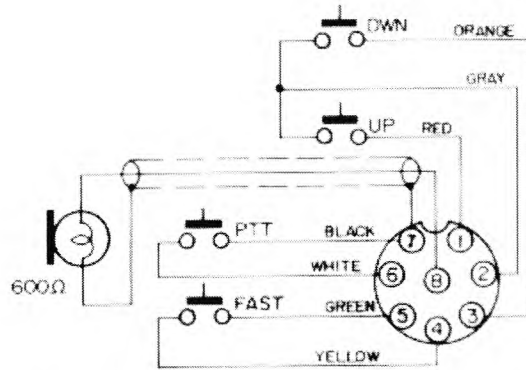 DWN
ORANGE
GRAY
UP
RED
PTT
BLACK
WHITE
600Ω
FAST
GREEN
YELLOW
7
1
6
8
2
5
4
3